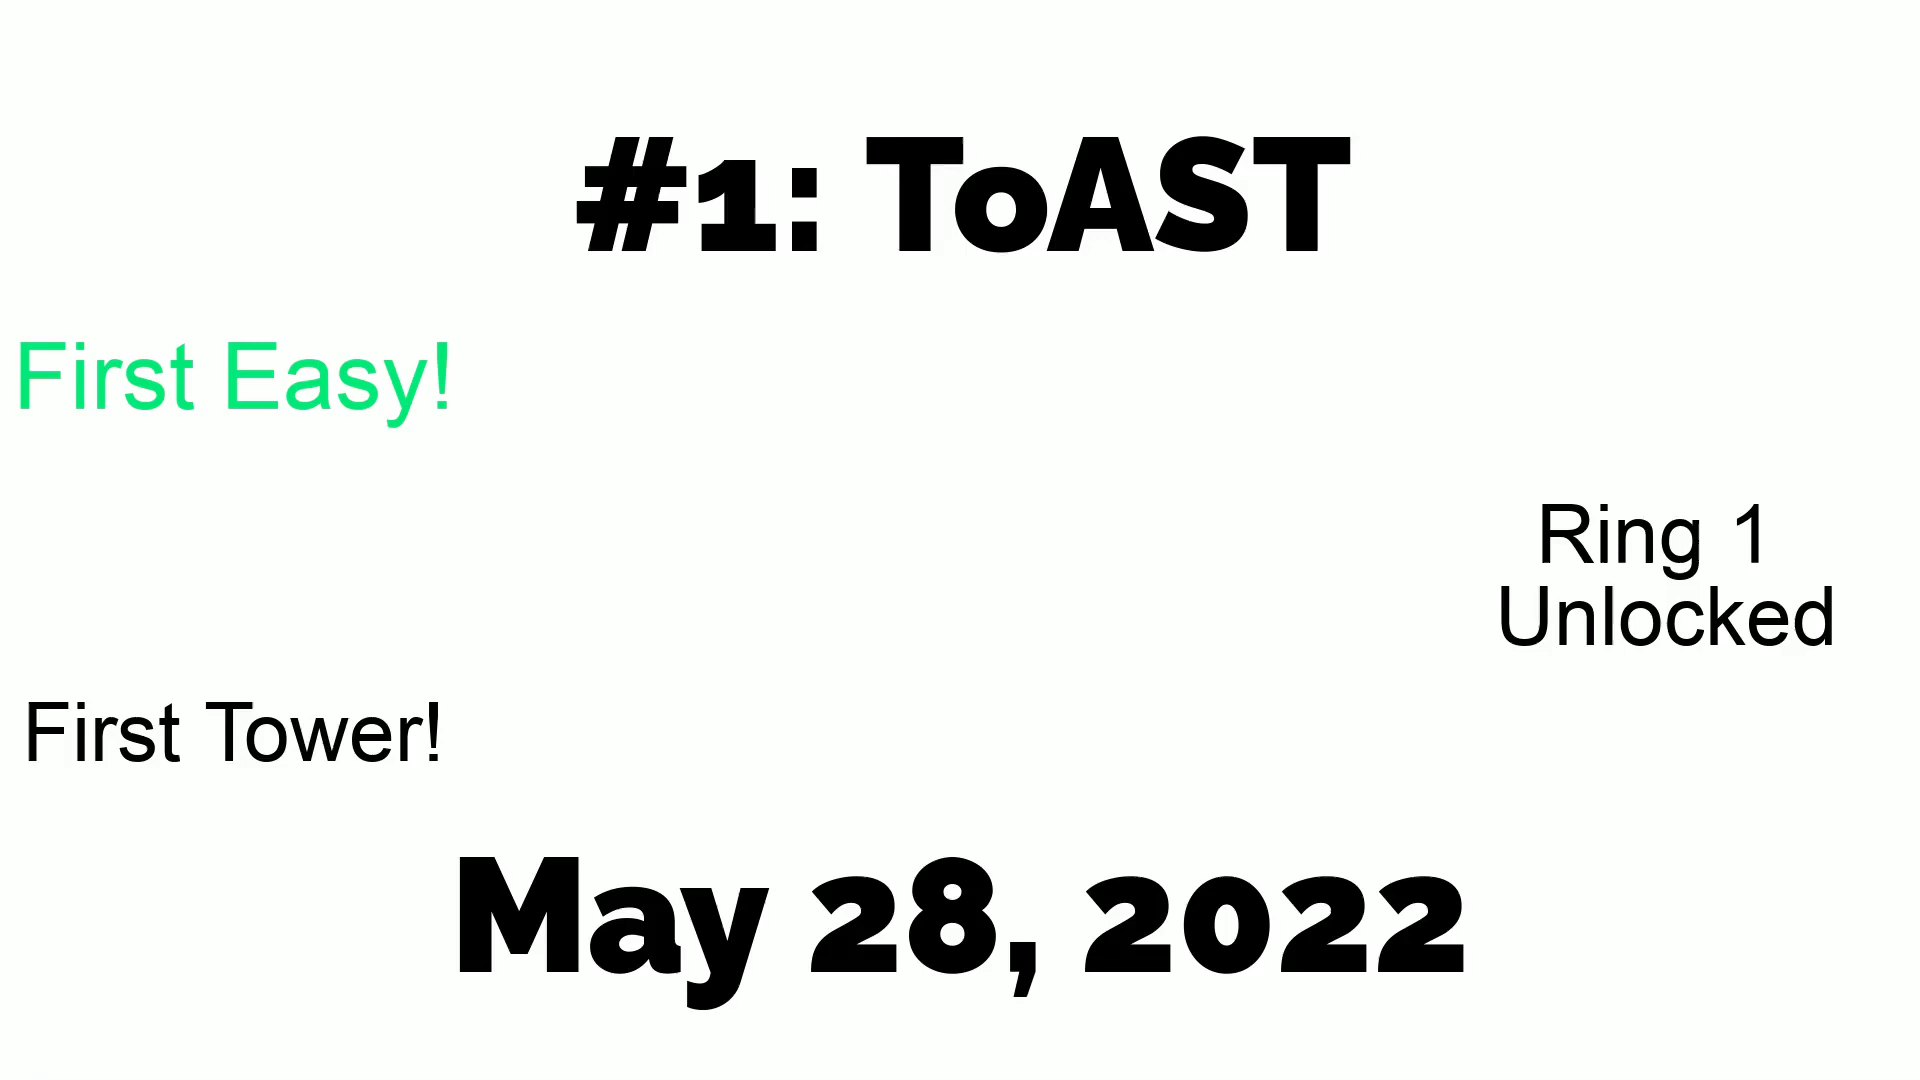 #1: ToAST
First Easy!
Ring 1
Unlocked
First Tower!
May 28, 2022